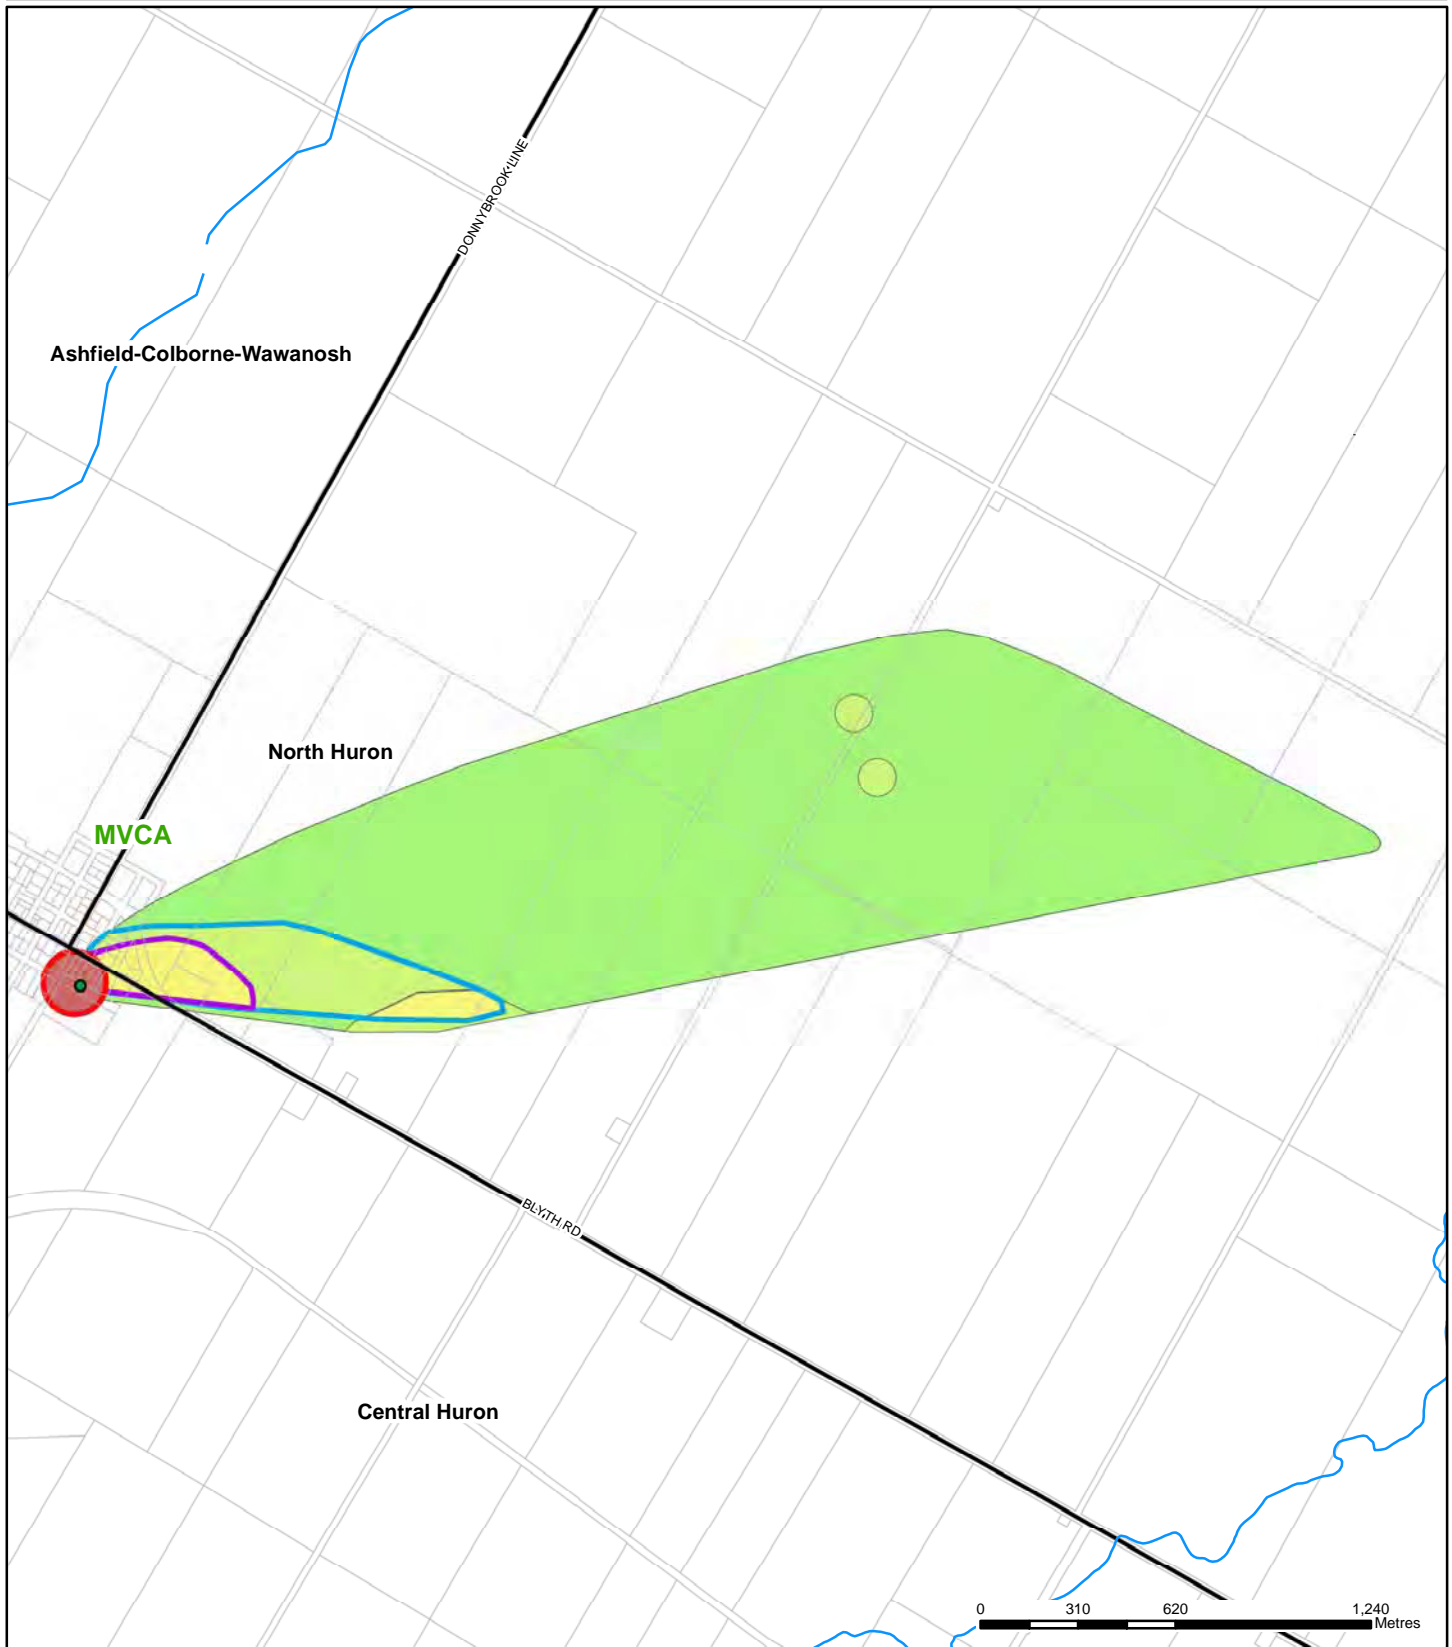 DONNYBROOK LINE
Ashfield-Colborne-Wawanosh
North Huron
MVCA
BLYTH RD
Central Huron
0 310 620 1,240
Metres